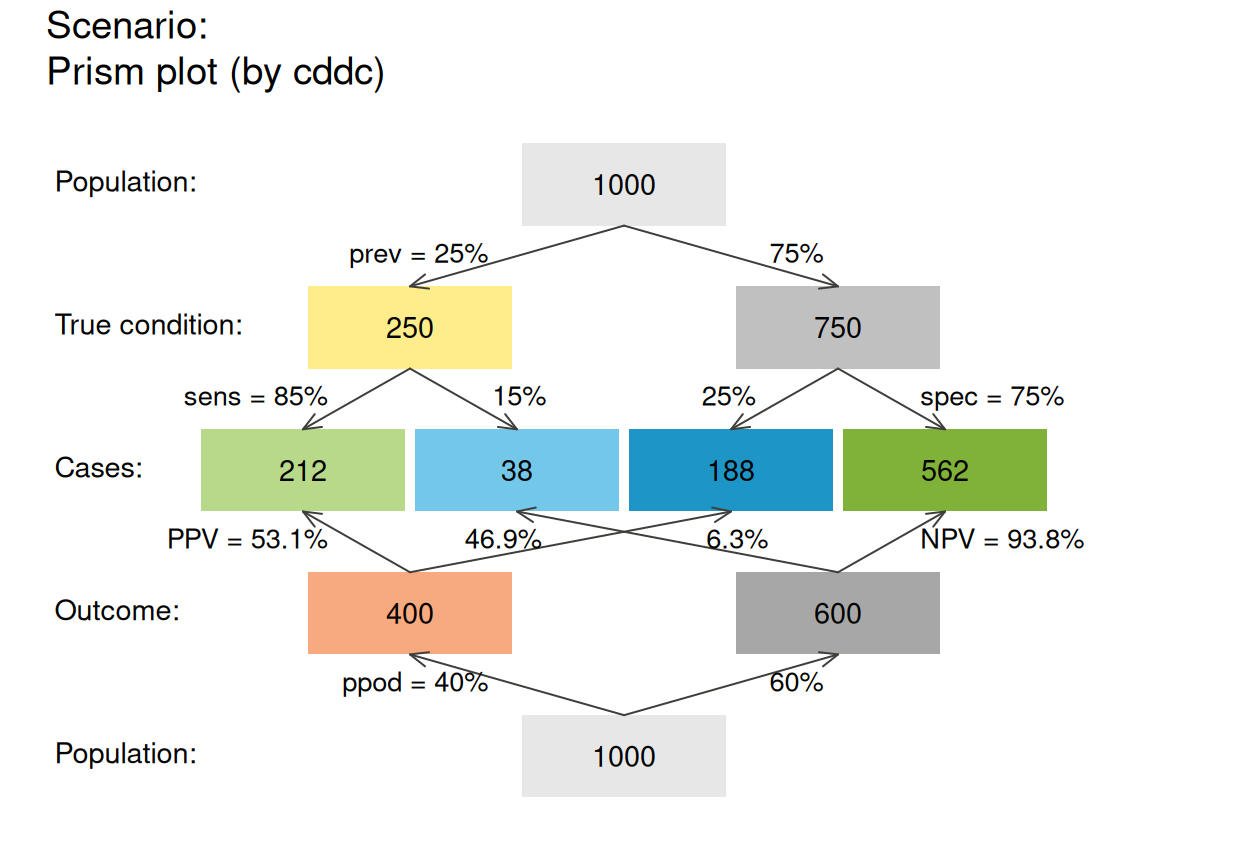 Scenario:
Prism plot (by cddc)
Population:
1000
prev = 25%
75%
True condition:
250
750
sens = 85%
15%
25%
spec = 75%
Cases:
212
38
188
562
PPV = 53.1%
46.9%
6.3%
NPV = 93.8%
Outcome:
400
600
ppod = 40%
60%
Population:
1000